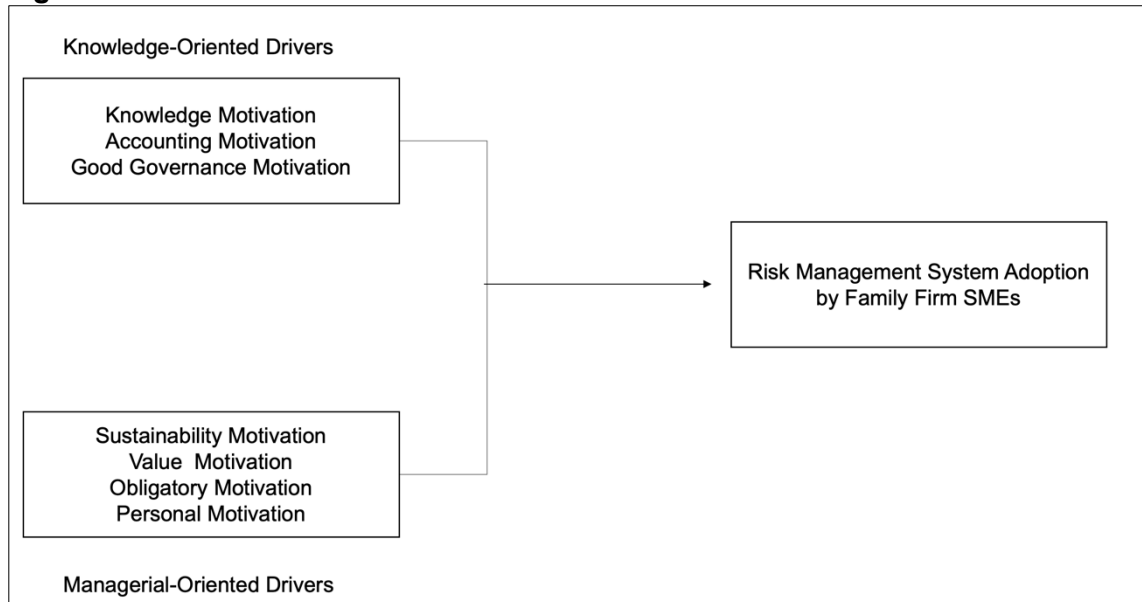 Knowledge-Oriented Drivers
Knowledge Motivation
Accounting Motivation
Good Governance Motivation
Risk Management System Adoption
by Family Firm SMEs
Sustainability Motivation
Value  Motivation
Obligatory Motivation
Personal Motivation
Managerial-Oriented Drivers